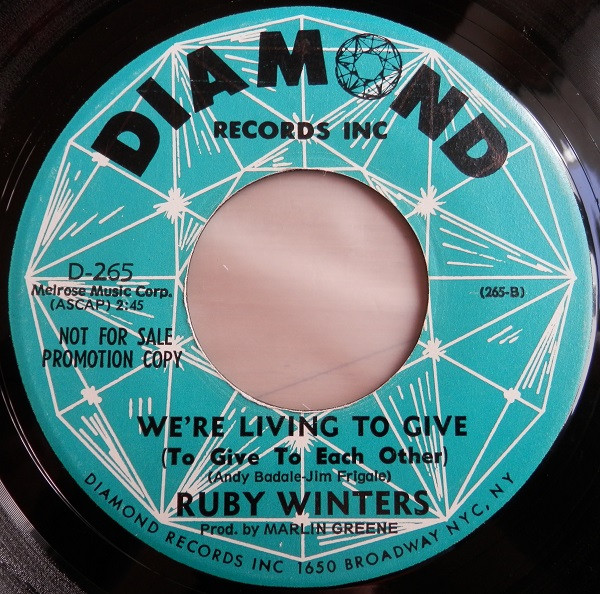 DIAMOND
RECORDS INC
D-265
Melrose Music Corp.
(ASCAP) 2:45
(265-B)
NOT FOR SALE
PROMOTION COPY
WE'RE LIVING TO GIVE
(To Give To Each Other)
(Andy Badale-Jim Frigale)
RUBY WINTERS
Prod. by MARLIN GREENE
DIAMOND RECORDS INC 1650 BROADWAY NYC, NY